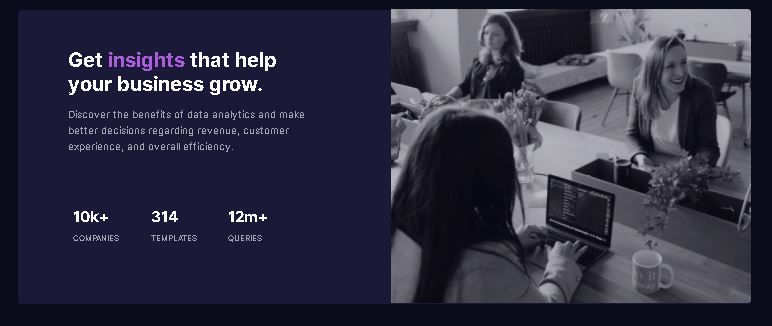 Get insights that help
your business grow.
Discover the benefits of data analytics and make
better decisions regarding revenue, customer
experience, and overall efficiency.
10k+ 314 12m+
COMPANIES TEMPLATES QUERIES